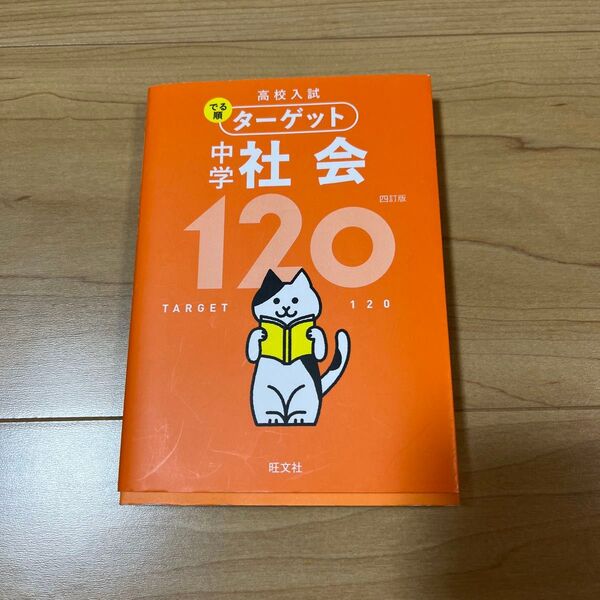 高校入試
でる順
ターゲット
中学 社会
120
四訂版
TARGET 120
旺文社